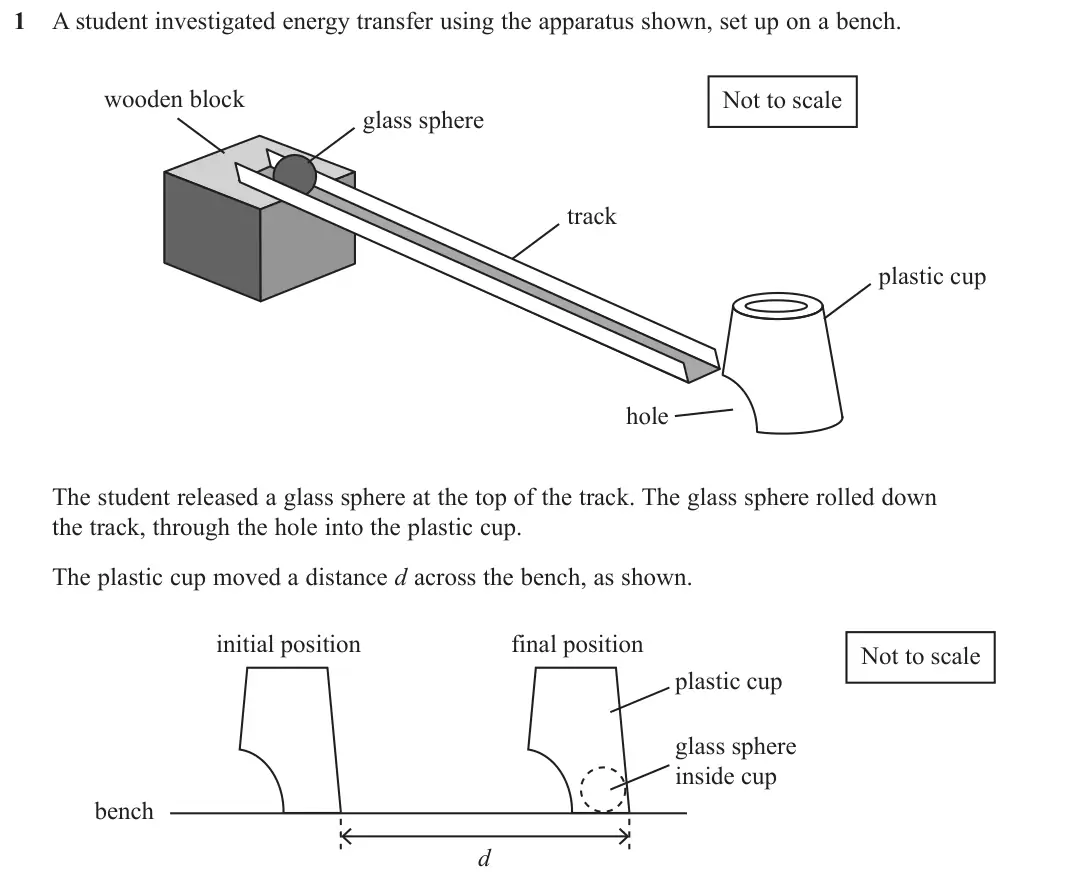 1 A student investigated energy transfer using the apparatus shown, set up on a bench.
wooden block
glass sphere
Not to scale
track
plastic cup
hole
The student released a glass sphere at the top of the track. The glass sphere rolled down
the track, through the hole into the plastic cup.
The plastic cup moved a distance d across the bench, as shown.
initial position
final position
Not to scale
plastic cup
glass sphere
inside cup
bench
d